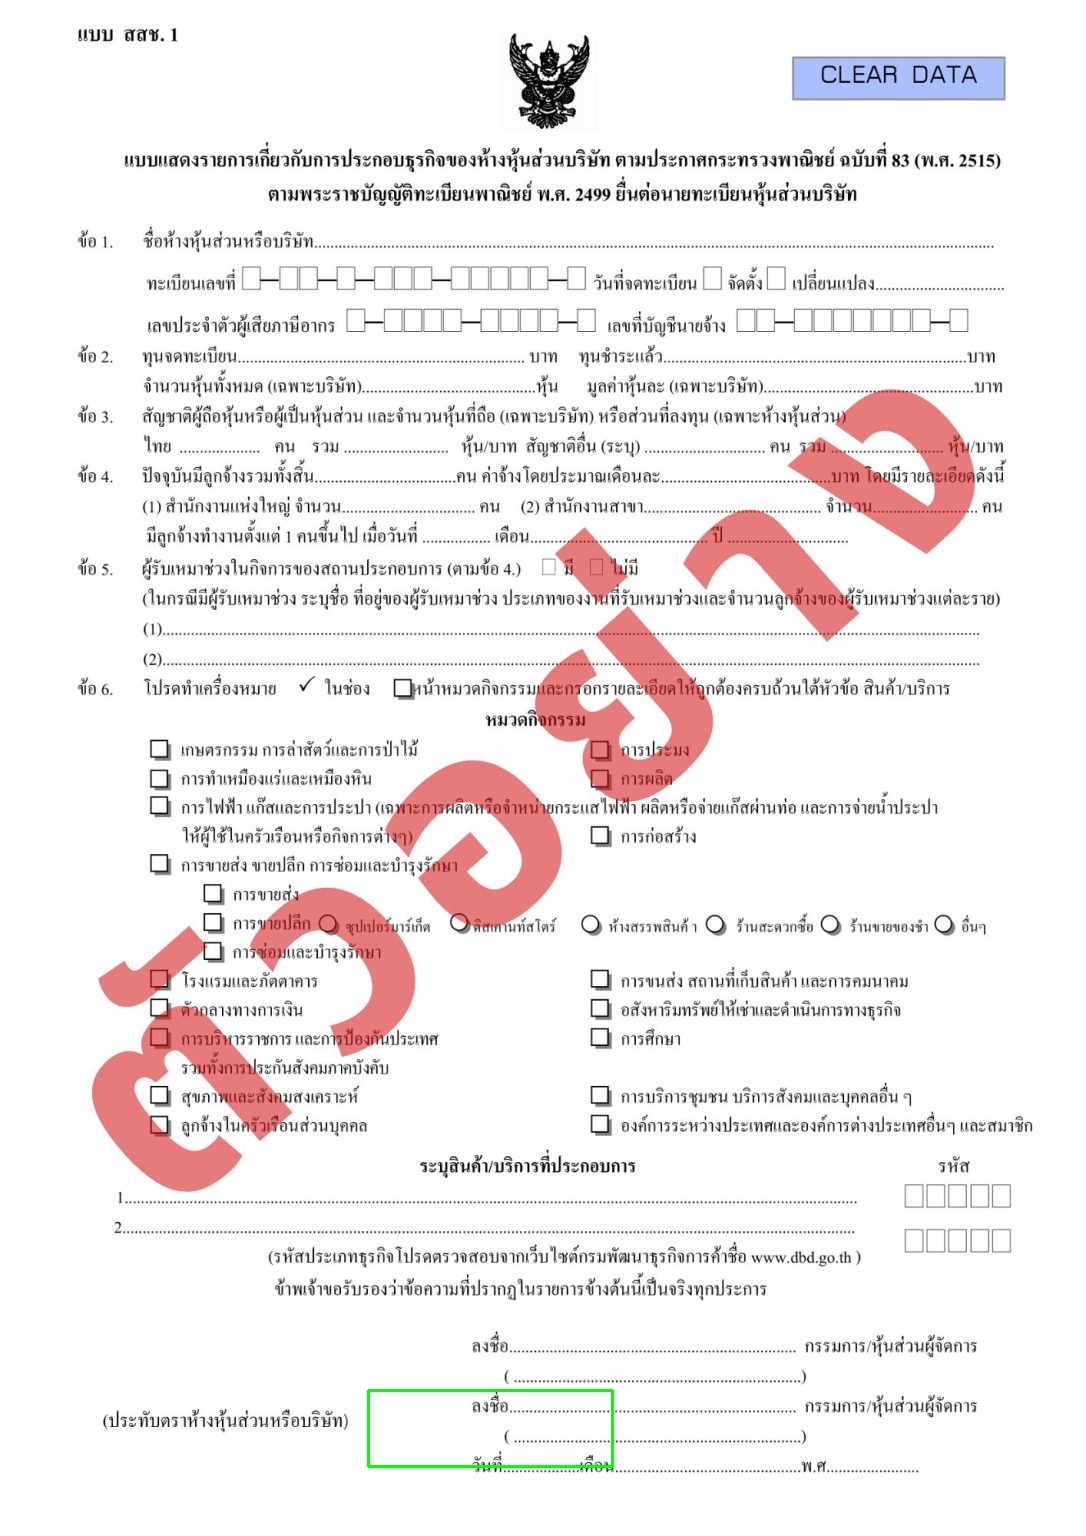 แบบ สสช. 1
CLEAR DATA
แบบแสดงรายการเกี่ยวกับการประกอบธุรกิจของห้างหุ้นส่วนบริษัท ตามประกาศกระทรวงพาณิชย์ ฉบับที่ 83 (พ.ศ. 2515)
ตามพระราชบัญญัติทะเบียนพาณิชย์ พ.ศ. 2499 ยื่นต่อนายทะเบียนหุ้นส่วนบริษัท
ข้อ 1. ชื่อห้างหุ้นส่วนหรือบริษัท....................
ทะเบียนเลขที่ □-□□-□-□□□-□□□□□-□ วันที่จดทะเบียน □ จัดตั้ง □ เปลี่ยนแปลง....................
เลขประจำตัวผู้เสียภาษีอากร □-□□□□-□□□□-□ เลขที่บัญชีนายจ้าง □□-□□□□□□□-□
ข้อ 2. ทุนจดทะเบียน.................... บาท ทุนชำระแล้ว....................บาท
จำนวนหุ้นทั้งหมด (เฉพาะบริษัท)....................หุ้น มูลค่าหุ้นละ (เฉพาะบริษัท)....................บาท
ข้อ 3. สัญชาติผู้ถือหุ้นหรือผู้เป็นหุ้นส่วน และจำนวนหุ้นที่ถือ (เฉพาะบริษัท) หรือส่วนที่ลงทุน (เฉพาะห้างหุ้นส่วน)
ไทย .................... คน รวม .................... หุ้น/บาท สัญชาติอื่น (ระบุ) .................... คน รวม .................... หุ้น/บาท
ข้อ 4. ปัจจุบันมีลูกจ้างรวมทั้งสิ้น....................คน ค่าจ้างโดยประมาณเดือนละ....................บาท โดยมีรายละเอียดดังนี้
(1) สำนักงานแห่งใหญ่ จำนวน.................... คน (2) สำนักงานสาขา.................... จำนวน.................... คน
มีลูกจ้างทำงานตั้งแต่ 1 คนขึ้นไป เมื่อวันที่ ................. เดือน.................... ปี ....................
ข้อ 5. ผู้รับเหมาช่วงในกิจการของสถานประกอบการ (ตามข้อ 4.) □ มี □ ไม่มี
(ในกรณีมีผู้รับเหมาช่วง ระบุชื่อ ที่อยู่ของผู้รับเหมาช่วง ประเภทของงานที่รับเหมาช่วงและจำนวนลูกจ้างของผู้รับเหมาช่วงแต่ละราย)
(1)....................
(2)....................
ข้อ 6. โปรดทำเครื่องหมาย ✓ ในช่อง □ หน้าหมวดกิจกรรมและกรอกรายละเอียดให้ถูกต้องครบถ้วนใต้หัวข้อ สินค้า/บริการ
หมวดกิจกรรม
□ เกษตรกรรม การล่าสัตว์และการป่าไม้ □ การประมง
□ การทำเหมืองแร่และเหมืองหิน □ การผลิต
□ การไฟฟ้า แก๊สและการประปา (เฉพาะการผลิตหรือจำหน่ายกระแสไฟฟ้า ผลิตหรือจ่ายแก๊สผ่านท่อ และการจ่ายน้ำประปา
ให้ผู้ใช้ในครัวเรือนหรือกิจการต่างๆ) □ การก่อสร้าง
□ การขายส่ง ขายปลีก การซ่อมและบำรุงรักษา
□ การขายส่ง
□ การขายปลีก ○ ซุปเปอร์มาร์เก็ต ○ ดิสเคาน์ทสโตร์ ○ ห้างสรรพสินค้า ○ ร้านสะดวกซื้อ ○ ร้านขายของชำ ○ อื่นๆ
□ การซ่อมและบำรุงรักษา
□ โรงแรมและภัตตาคาร □ การขนส่ง สถานที่เก็บสินค้า และการคมนาคม
□ ตัวกลางทางการเงิน □ อสังหาริมทรัพย์ให้เช่าและดำเนินการทางธุรกิจ
□ การบริหารราชการ และการป้องกันประเทศ □ การศึกษา
รวมทั้งการประกันสังคมภาคบังคับ
□ สุขภาพและสังคมสงเคราะห์ □ การบริการชุมชน บริการสังคมและบุคคลอื่น ๆ
□ ลูกจ้างในครัวเรือนส่วนบุคคล □ องค์การระหว่างประเทศและองค์การต่างประเทศอื่นๆ และสมาชิก
ระบุสินค้า/บริการที่ประกอบการ รหัส
1.................... □□□□□
2.................... □□□□□
(รหัสประเภทธุรกิจโปรดตรวจสอบจากเว็บไซต์กรมพัฒนาธุรกิจการค้าชื่อ www.dbd.go.th )
ข้าพเจ้าขอรับรองว่าข้อความที่ปรากฏในรายการข้างต้นนี้เป็นจริงทุกประการ
ลงชื่อ.................... กรรมการ/หุ้นส่วนผู้จัดการ
( ....................)
ลงชื่อ.................... กรรมการ/หุ้นส่วนผู้จัดการ
(ประทับตราห้างหุ้นส่วนหรือบริษัท)
( ....................)
วันที่....................เดือน....................พ.ศ....................
ตัวอย่าง